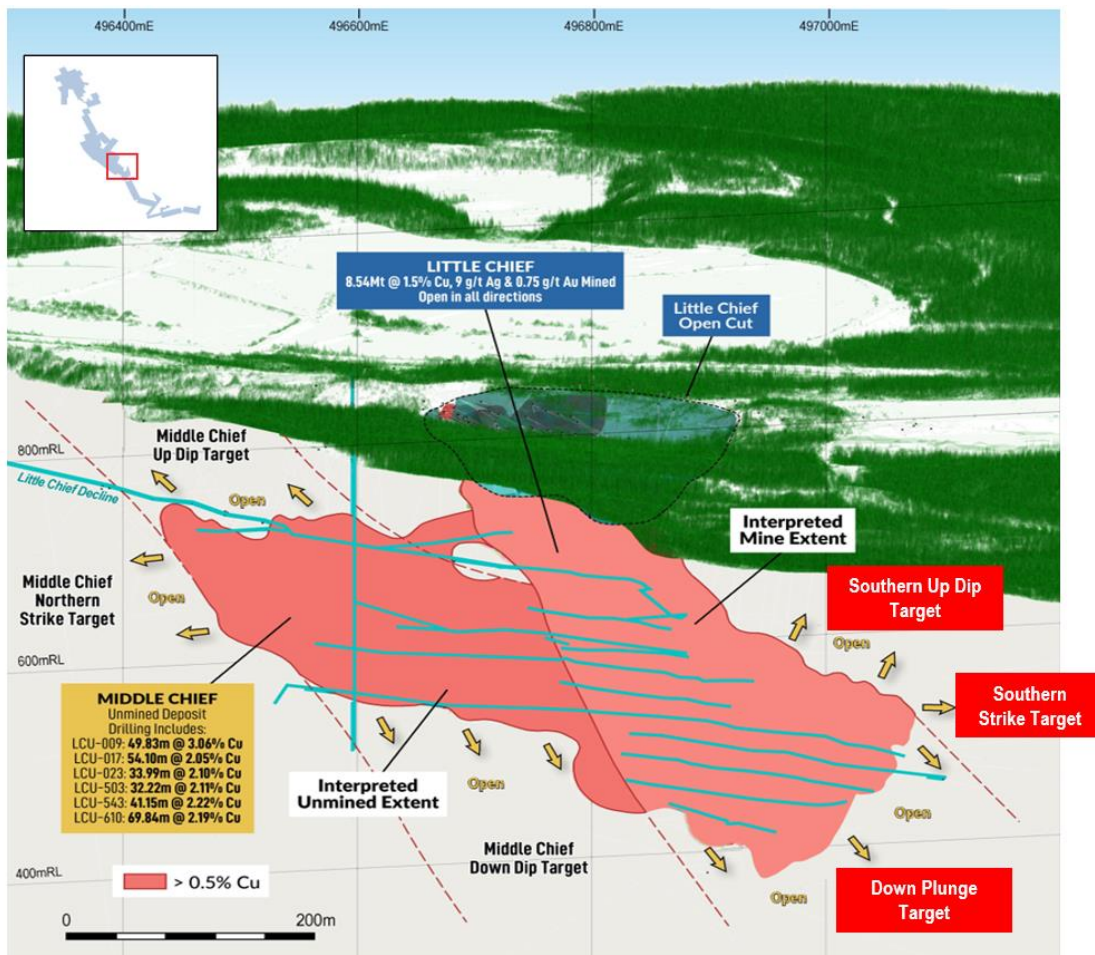 496400mE
496600mE
496800mE
497000mE
LITTLE CHIEF
8.54Mt @ 1.5% Cu, 9 g/t Ag & 0.75 g/t Au Mined
Open in all directions
Little Chief
Open Cut
Middle Chief
Up Dip Target
800mRL
Little Chief Decline
Open
Interpreted
Mine Extent
Middle Chief
Northern
Strike Target
Open
Southern Up Dip
Target
Open
600mRL
Southern
Strike Target
MIDDLE CHIEF
Unmined Deposit
Drilling Includes:
LCU-009: 49.83m @ 3.06% Cu
LCU-017: 54.10m @ 2.05% Cu
LCU-023: 33.99m @ 2.10% Cu
LCU-503: 32.22m @ 2.11% Cu
LCU-543: 41.15m @ 2.22% Cu
LCU-610: 69.84m @ 2.19% Cu
Open
Interpreted
Unmined Extent
Open
Middle Chief
Down Dip Target
400mRL
> 0.5% Cu
Open
Down Plunge
Target
0
200m